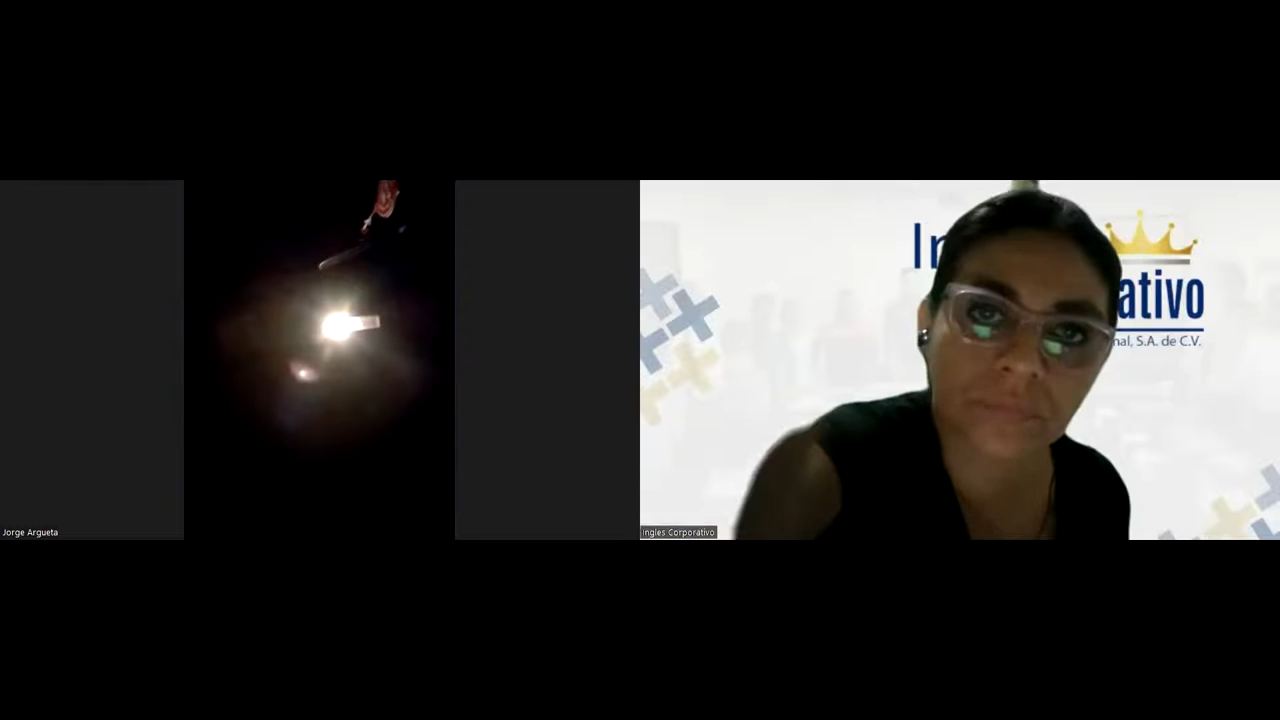 Jorge Argueta
In
ativo
nal, S.A. de C.V.
ingles Corporativo